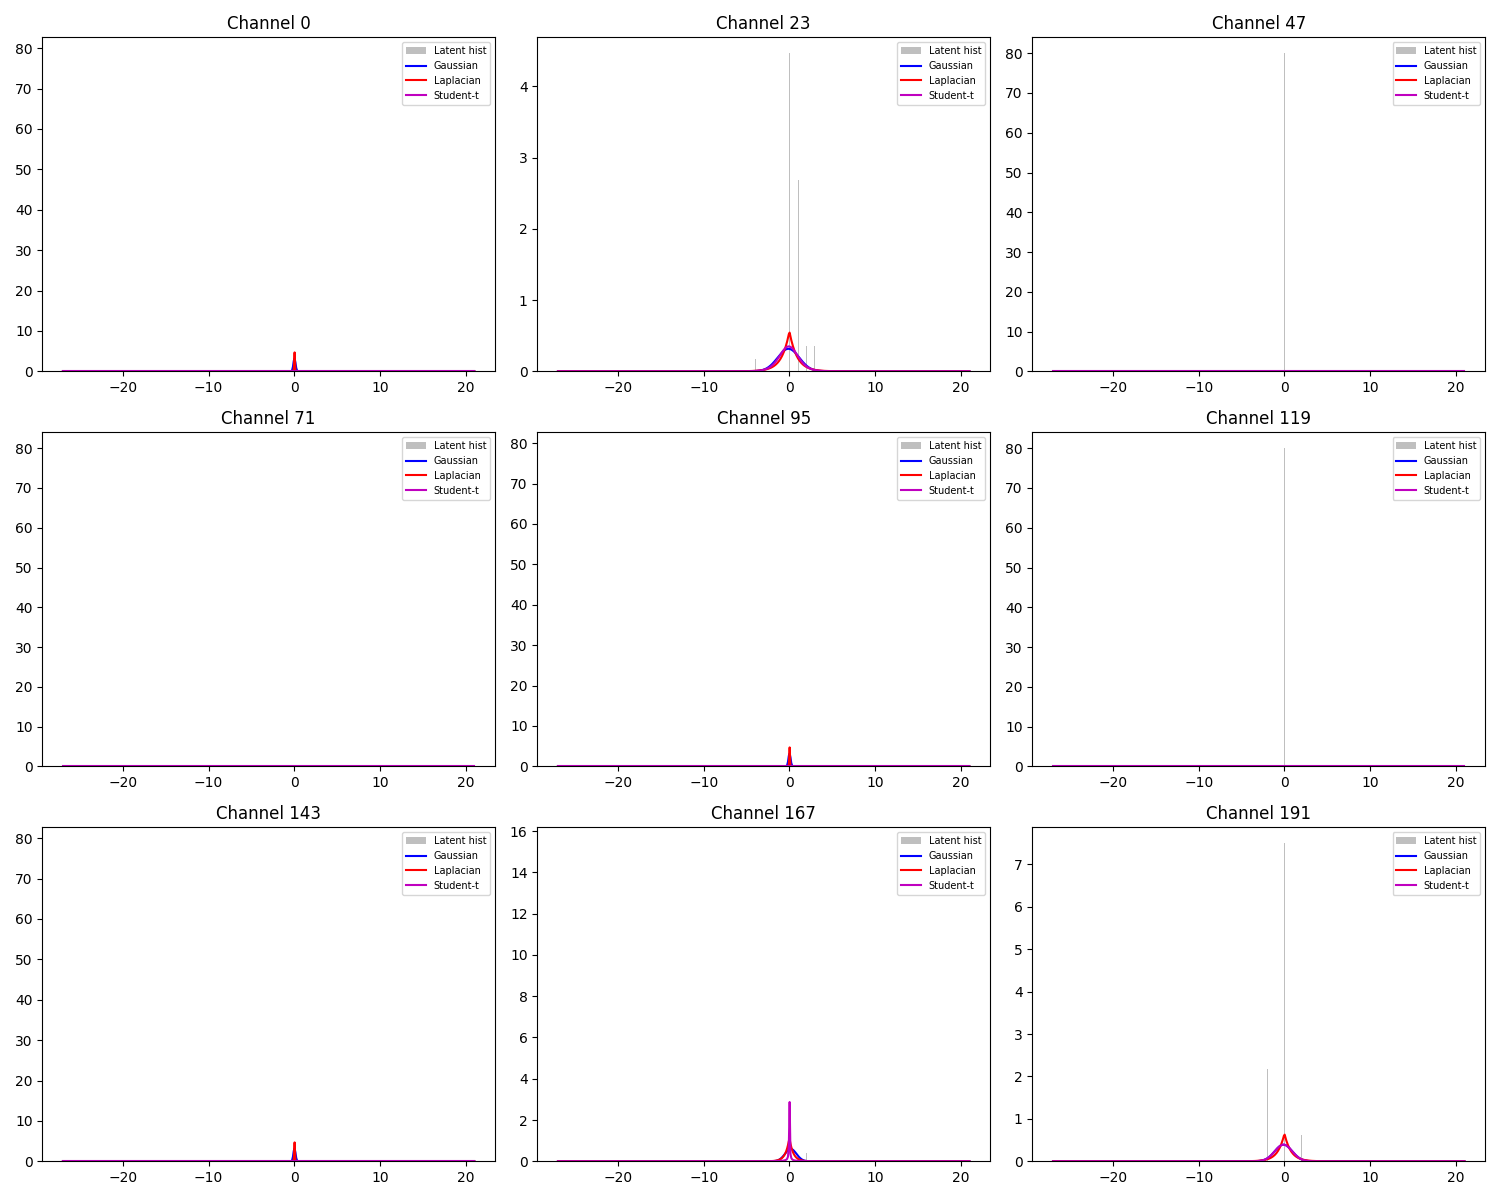 Channel 0
80
70
60
50
40
30
20
10
0
−20 −10 0 10 20
Latent hist
Gaussian
Laplacian
Student-t
Channel 23
4
3
2
1
0
−20 −10 0 10 20
Latent hist
Gaussian
Laplacian
Student-t
Channel 47
80
70
60
50
40
30
20
10
0
−20 −10 0 10 20
Latent hist
Gaussian
Laplacian
Student-t
Channel 71
80
70
60
50
40
30
20
10
0
−20 −10 0 10 20
Latent hist
Gaussian
Laplacian
Student-t
Channel 95
80
70
60
50
40
30
20
10
0
−20 −10 0 10 20
Latent hist
Gaussian
Laplacian
Student-t
Channel 119
80
70
60
50
40
30
20
10
0
−20 −10 0 10 20
Latent hist
Gaussian
Laplacian
Student-t
Channel 143
80
70
60
50
40
30
20
10
0
−20 −10 0 10 20
Latent hist
Gaussian
Laplacian
Student-t
Channel 167
16
14
12
10
8
6
4
2
0
−20 −10 0 10 20
Latent hist
Gaussian
Laplacian
Student-t
Channel 191
7
6
5
4
3
2
1
0
−20 −10 0 10 20
Latent hist
Gaussian
Laplacian
Student-t